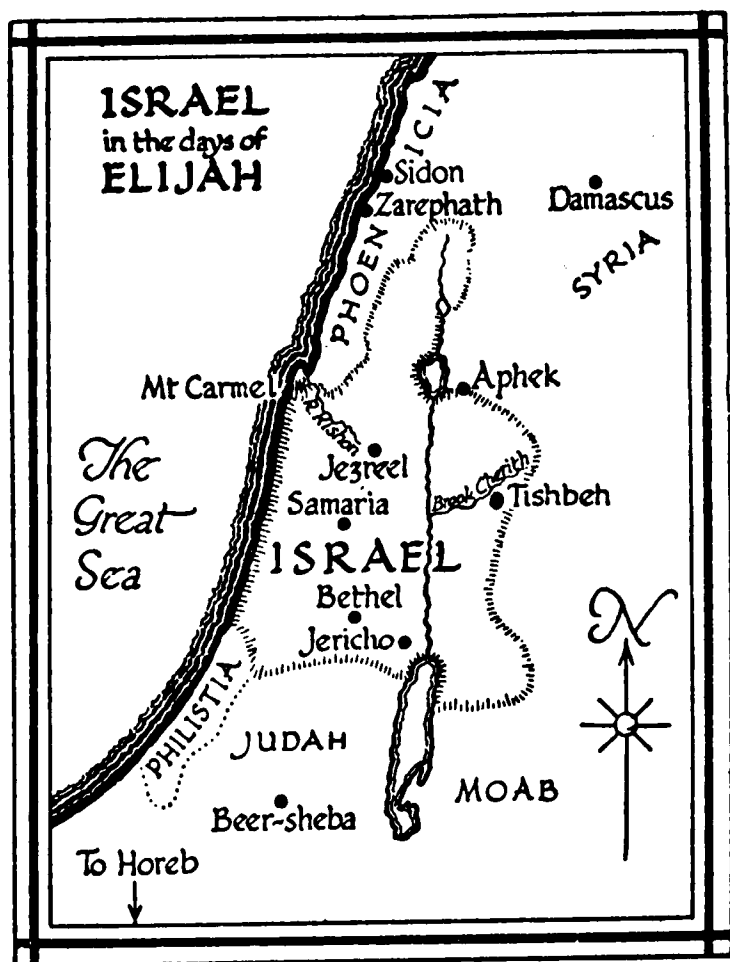 ISRAEL
in the days of
ELIJAH
PHOENICIA
Sidon
Zarephath
Damascus
SYRIA
Mt Carmel
Aphek
R. Kishon
The
Great
Sea
Jezreel
Brook Cherith
Tishbeh
Samaria
ISRAEL
Bethel
Jericho
N
PHILISTIA
JUDAH
MOAB
Beer-sheba
To Horeb